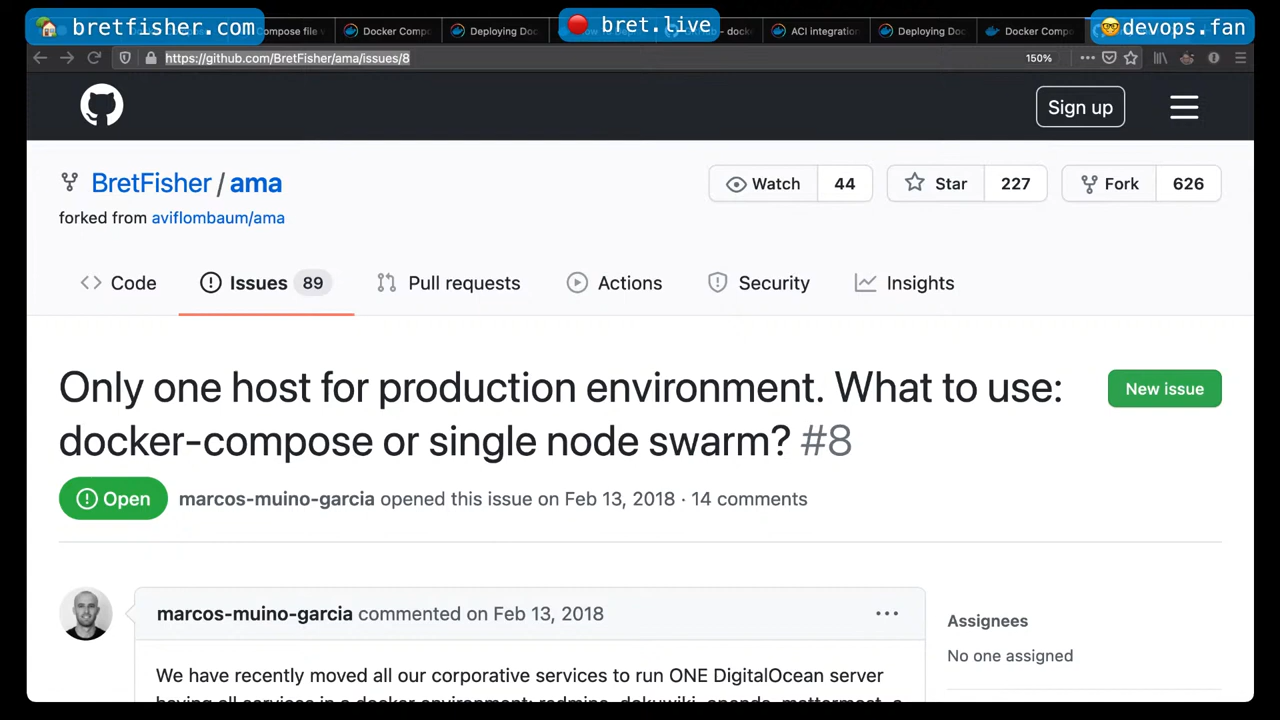 bretfisher.com
bret.live
devops.fan
Compose file
Docker Comp
Deploying Doc
ACI integration
Deploying Doc
Docker Compo
https://github.com/BretFisher/ama/issues/8
150%
Sign up
BretFisher / ama
Watch 44
Star 227
Fork 626
forked from aviflombaum/ama
Code
Issues 89
Pull requests
Actions
Security
Insights
Only one host for production environment. What to use:
docker-compose or single node swarm? #8
New issue
Open
marcos-muino-garcia opened this issue on Feb 13, 2018 · 14 comments
marcos-muino-garcia commented on Feb 13, 2018
Assignees
No one assigned
We have recently moved all our corporative services to run ONE DigitalOcean server